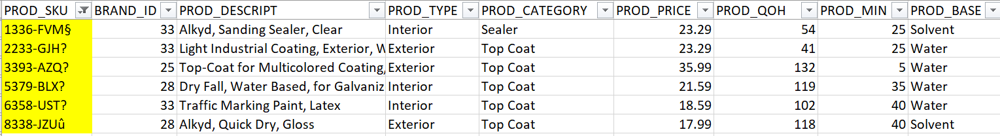 PROD_SKU BRAND_ID PROD_DESCRIPT PROD_TYPE PROD_CATEGORY PROD_PRICE PROD_QOH PROD_MIN PROD_BASE
1336-FVM§ 33 Alkyd, Sanding Sealer, Clear Interior Sealer 23.29 54 25 Solvent
2233-GJH? 33 Light Industrial Coating, Exterior, W Exterior Top Coat 23.29 41 25 Water
3393-AZQ? 25 Top-Coat for Multicolored Coating, Exterior Top Coat 35.99 132 5 Water
5379-BLX? 28 Dry Fall, Water Based, for Galvaniz Interior Top Coat 21.59 119 35 Water
6358-UST? 33 Traffic Marking Paint, Latex Interior Top Coat 18.59 102 40 Water
8338-JZUû 28 Alkyd, Quick Dry, Gloss Exterior Top Coat 17.99 118 40 Solvent